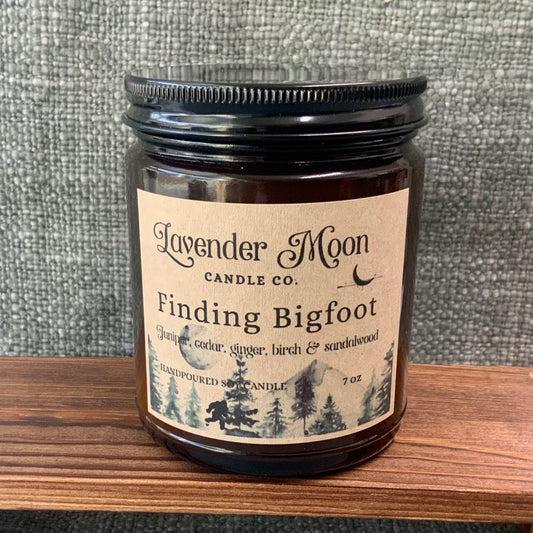 Lavender Moon
CANDLE CO.
Finding Bigfoot
Juniper, cedar, ginger, birch & sandalwood
HANDPOURED SOY CANDLE 7 oz